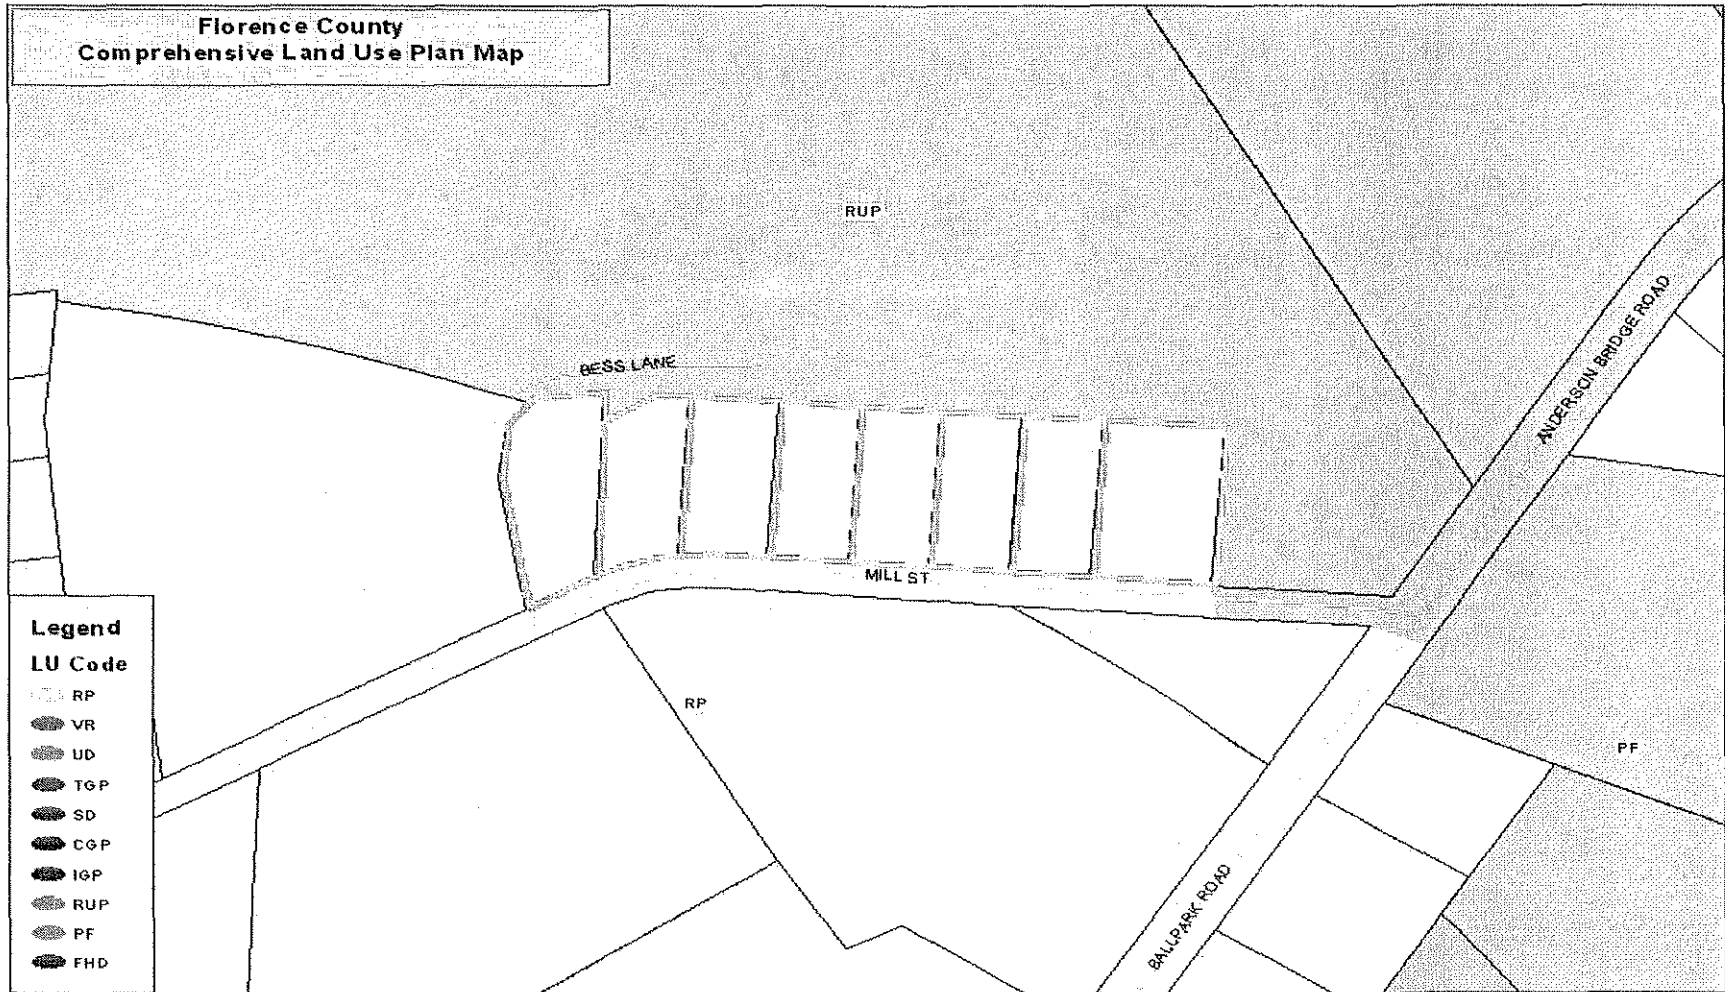 Florence County
Comprehensive Land Use Plan Map
RUP
BESS LANE
ANDERSON BRIDGE ROAD
MILL ST
RP
PF
BALLPARK ROAD
Legend
LU Code
RP
VR
UD
TGP
SD
CGP
IGP
RUP
PF
FHD